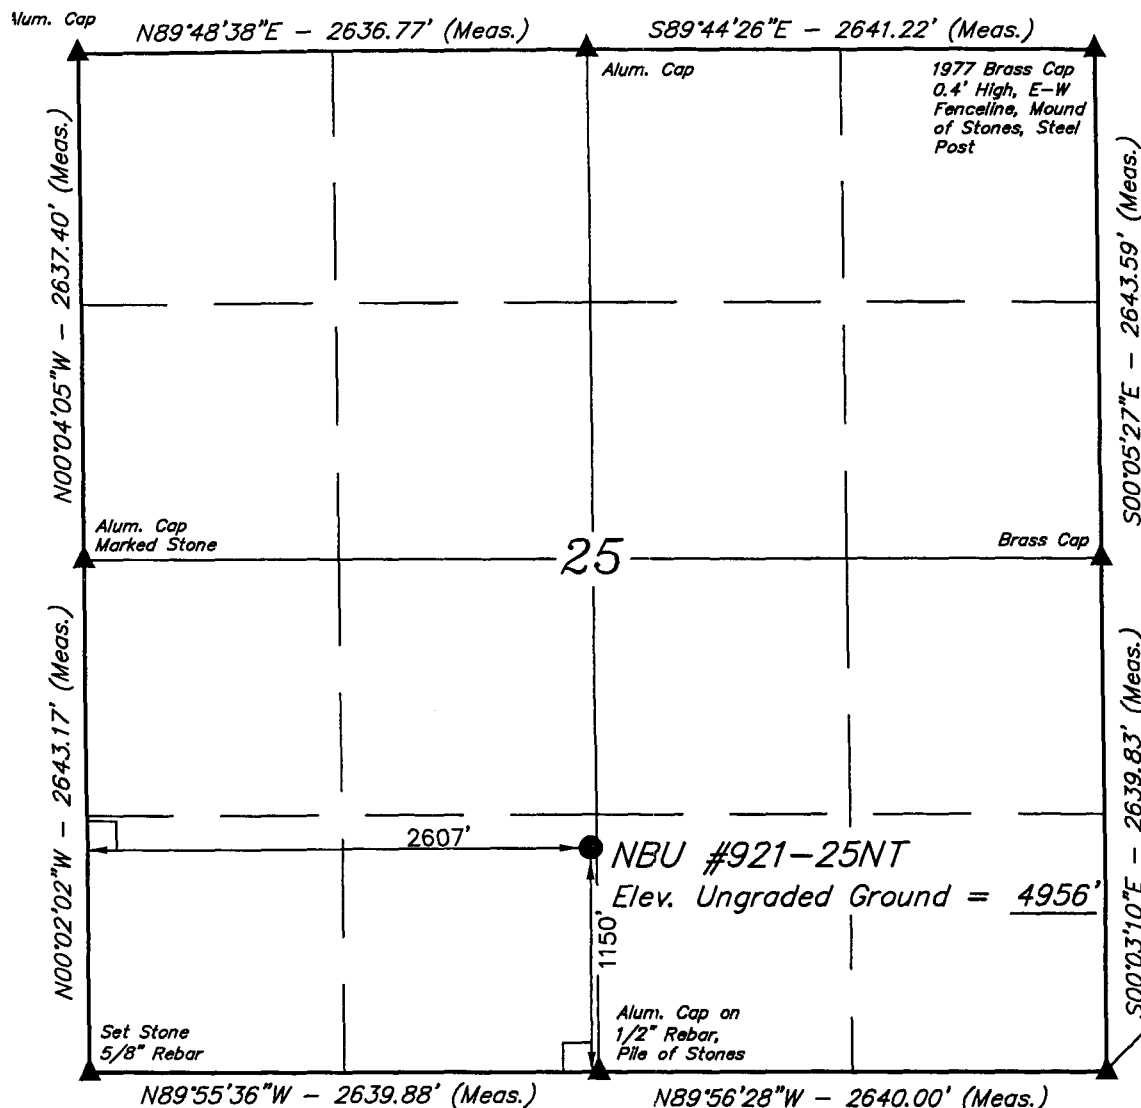 Alum. Cap
N89°48'38"E - 2636.77' (Meas.)
S89°44'26"E - 2641.22' (Meas.)
Alum. Cap
1977 Brass Cap
0.4' High, E-W
Fenceline, Mound
of Stones, Steel
Post
N00°04'05"W - 2637.40' (Meas.)
S00°05'27"E - 2643.59' (Meas.)
Alum. Cap
Marked Stone
25
Brass Cap
N00°02'02"W - 2643.17' (Meas.)
S00°03'10"E - 2639.83' (Meas.)
2607'
NBU #921-25NT
Elev. Ungraded Ground = 4956'
1150'
Set Stone
5/8" Rebar
Alum. Cap on
1/2" Rebar,
Pile of Stones
N89°55'36"W - 2639.88' (Meas.)
N89°56'28"W - 2640.00' (Meas.)